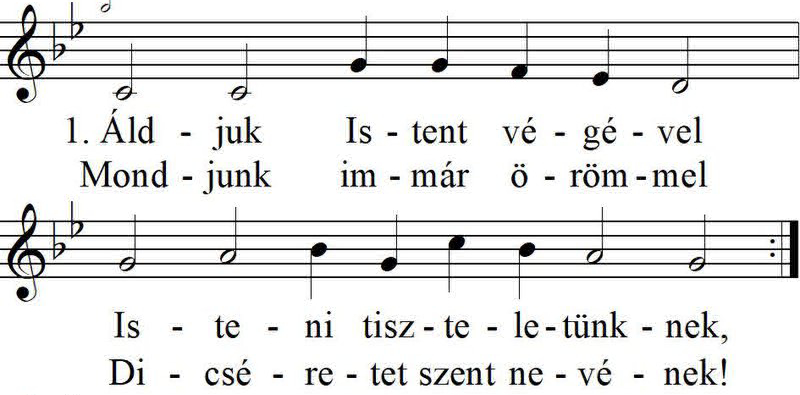 1. Áld - juk Is - tent vé - gé - vel
Mond - junk im - már ö - röm - mel
Is - te - ni tisz - te - le - tünk - nek,
Di - csé - re - tet szent ne - vé - nek!